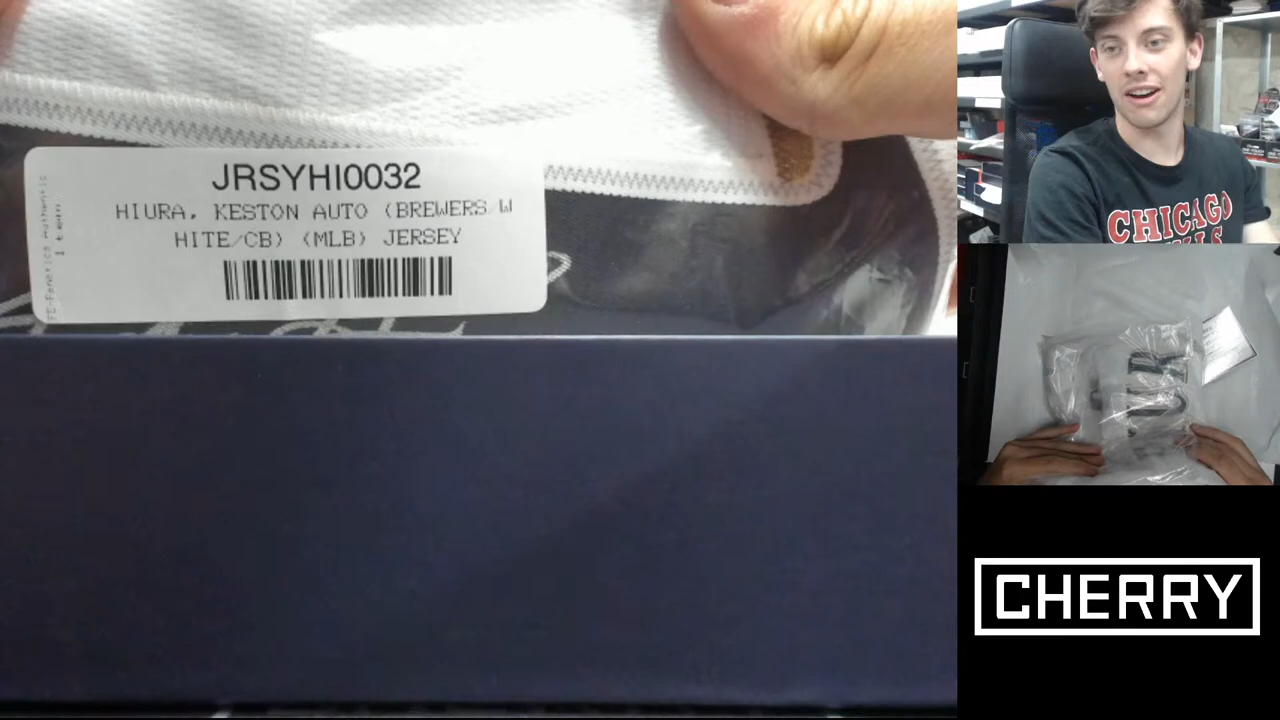 JRSYHI0032
HIURA, KESTON AUTO (BREWERS/W
HITE/CB) (MLB) JERSEY
CHICAGO
CHERRY